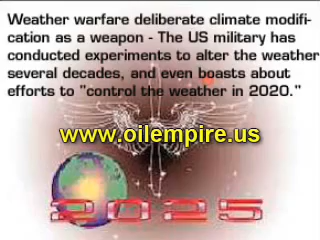 Weather warfare deliberate climate modifi-
cation as a weapon - The US military has
conducted experiments to alter the weather
several decades, and even boasts about
efforts to "control the weather in 2020."
www.oilempire.us
2025